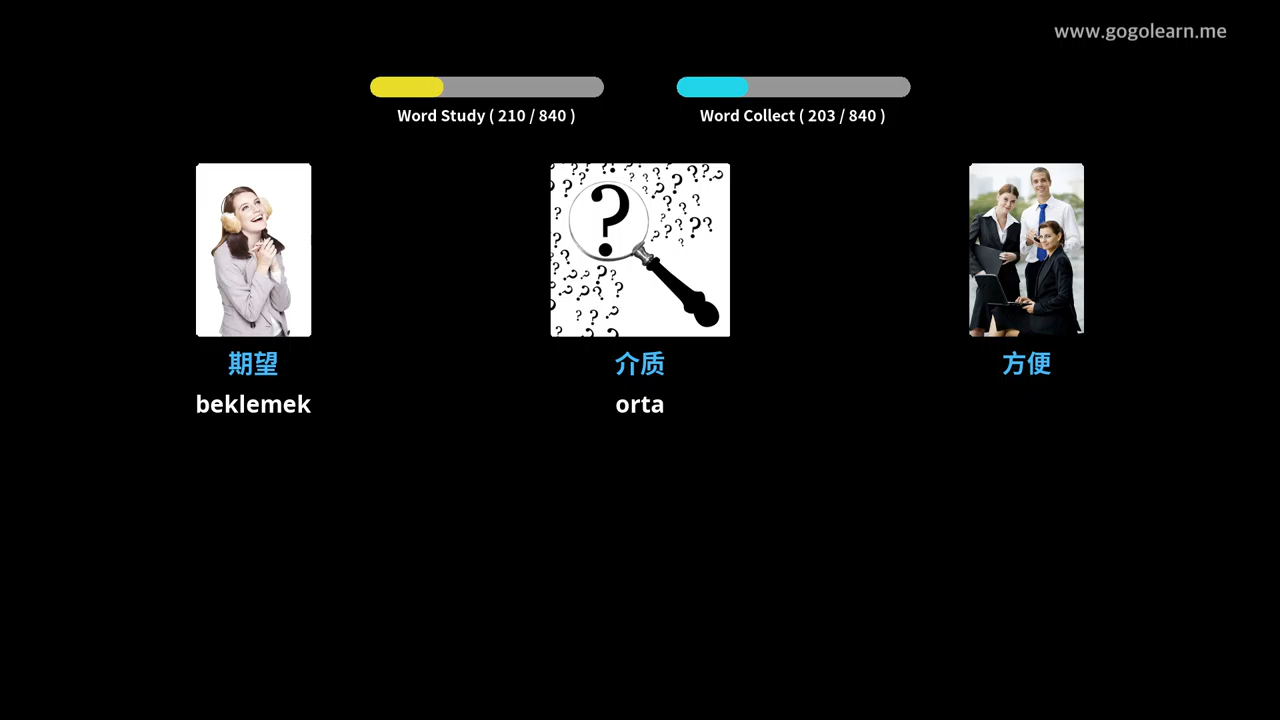 www.gogolearn.me
Word Study ( 210 / 840 )
Word Collect ( 203 / 840 )
期望
介质
方便
beklemek
orta